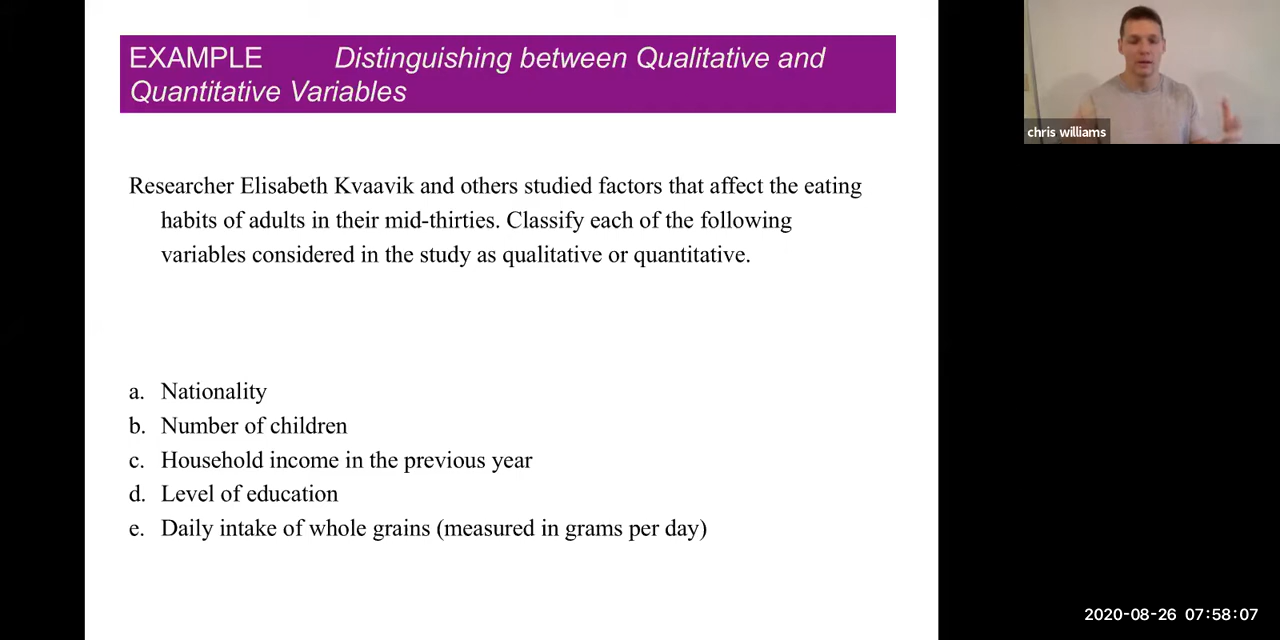 EXAMPLE Distinguishing between Qualitative and
Quantitative Variables
chris williams
Researcher Elisabeth Kvaavik and others studied factors that affect the eating
habits of adults in their mid-thirties. Classify each of the following
variables considered in the study as qualitative or quantitative.
a. Nationality
b. Number of children
c. Household income in the previous year
d. Level of education
e. Daily intake of whole grains (measured in grams per day)
2020-08-26 07:58:07